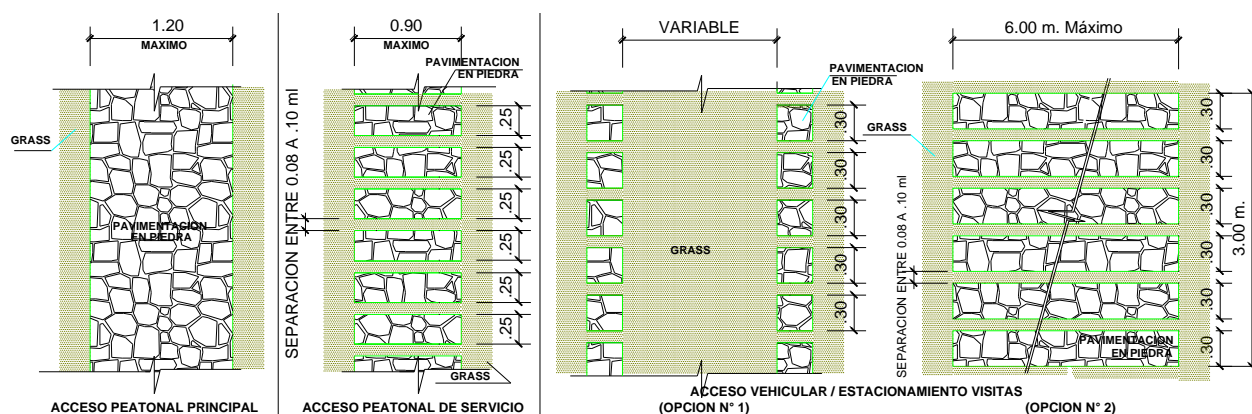 1.20
MAXIMO
GRASS
PAVIMENTACION
EN PIEDRA
ACCESO PEATONAL PRINCIPAL
0.90
MAXIMO
PAVIMENTACION
EN PIEDRA
SEPARACION ENTRE 0.08 A .10 ml
.25
.25
.25
.25
.25
.25
GRASS
ACCESO PEATONAL DE SERVICIO
VARIABLE
PAVIMENTACION
EN PIEDRA
.30
.30
.30
.30
.30
GRASS
6.00 m. Máximo
GRASS
SEPARACION ENTRE 0.08 A .10 ml
.30
.30
.30
.30
.30
.30
3.00 m.
PAVIMENTACION
EN PIEDRA
ACCESO VEHICULAR / ESTACIONAMIENTO VISITAS
(OPCION N° 1)
(OPCION N° 2)